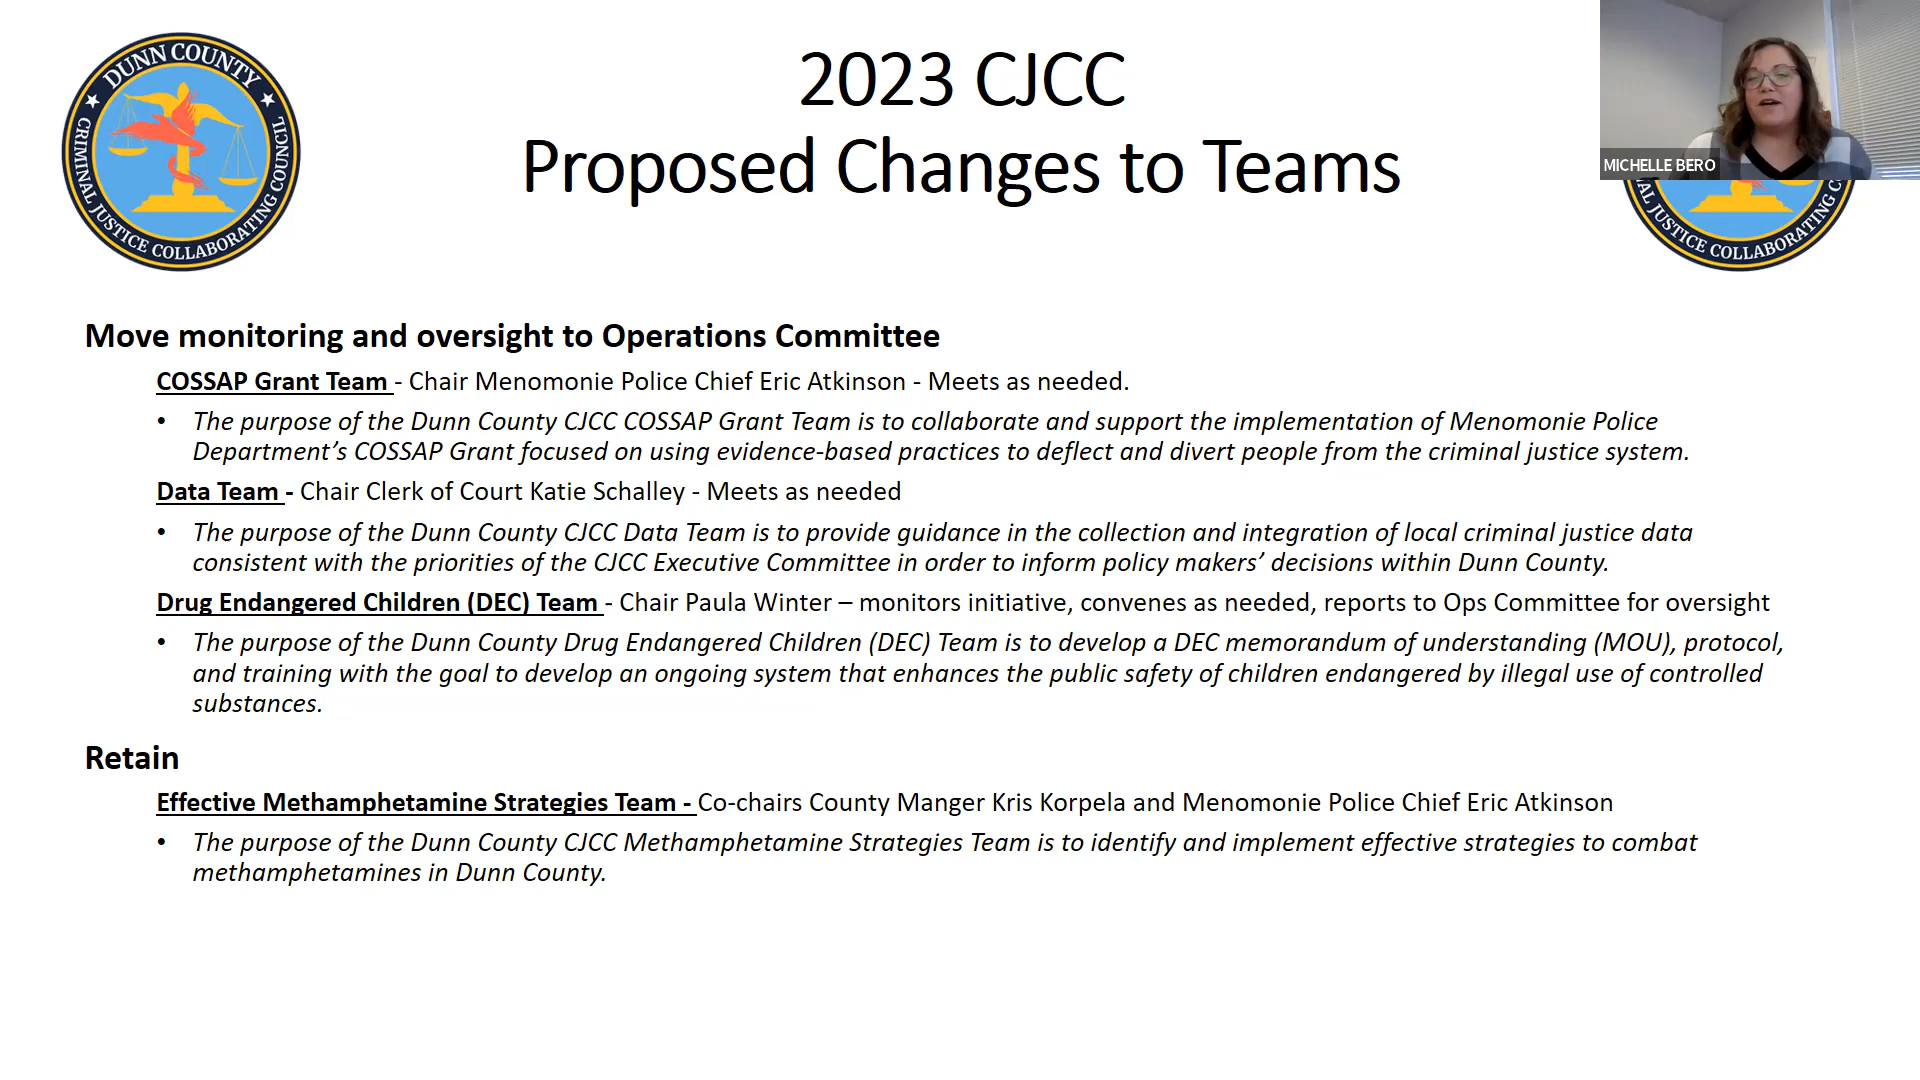 DUNN COUNTY
CRIMINAL JUSTICE COLLABORATING COUNCIL
2023 CJCC
Proposed Changes to Teams
MICHELLE BERO
AL JUSTICE COLLABORATING C
Move monitoring and oversight to Operations Committee
COSSAP Grant Team - Chair Menomonie Police Chief Eric Atkinson - Meets as needed.
• The purpose of the Dunn County CJCC COSSAP Grant Team is to collaborate and support the implementation of Menomonie Police
Department’s COSSAP Grant focused on using evidence-based practices to deflect and divert people from the criminal justice system.
Data Team - Chair Clerk of Court Katie Schalley - Meets as needed
• The purpose of the Dunn County CJCC Data Team is to provide guidance in the collection and integration of local criminal justice data
consistent with the priorities of the CJCC Executive Committee in order to inform policy makers’ decisions within Dunn County.
Drug Endangered Children (DEC) Team - Chair Paula Winter – monitors initiative, convenes as needed, reports to Ops Committee for oversight
• The purpose of the Dunn County Drug Endangered Children (DEC) Team is to develop a DEC memorandum of understanding (MOU), protocol,
and training with the goal to develop an ongoing system that enhances the public safety of children endangered by illegal use of controlled
substances.
Retain
Effective Methamphetamine Strategies Team - Co-chairs County Manger Kris Korpela and Menomonie Police Chief Eric Atkinson
• The purpose of the Dunn County CJCC Methamphetamine Strategies Team is to identify and implement effective strategies to combat
methamphetamines in Dunn County.